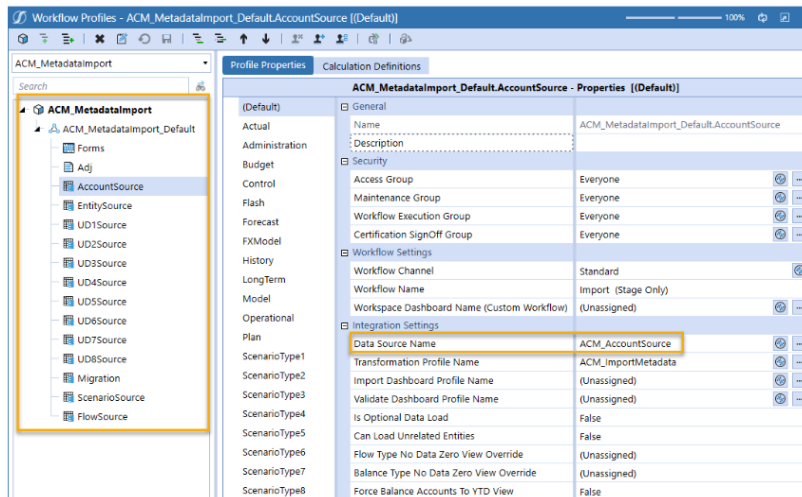 Workflow Profiles - ACM_MetadataImport_Default.AccountSource [(Default)]
100%
ACM_MetadataImport
Search
ACM_MetadataImport
ACM_MetadataImport_Default
Forms
Adj
AccountSource
EntitySource
UD1Source
UD2Source
UD3Source
UD4Source
UD5Source
UD6Source
UD7Source
UD8Source
Migration
ScenarioSource
FlowSource
Profile Properties Calculation Definitions
ACM_MetadataImport_Default.AccountSource - Properties [(Default)]
(Default)
Actual
Administration
Budget
Control
Flash
Forecast
FXModel
History
LongTerm
Model
Operational
Plan
ScenarioType1
ScenarioType2
ScenarioType3
ScenarioType4
ScenarioType5
ScenarioType6
ScenarioType7
ScenarioType8
General
Name ACM_MetadataImport_Default.AccountSource
Description
Security
Access Group Everyone
Maintenance Group Everyone
Workflow Execution Group Everyone
Certification SignOff Group Everyone
Workflow Settings
Workflow Channel Standard
Workflow Name Import (Stage Only)
Workspace Dashboard Name (Custom Workflow) (Unassigned)
Integration Settings
Data Source Name ACM_AccountSource
Transformation Profile Name ACM_ImportMetadata
Import Dashboard Profile Name (Unassigned)
Validate Dashboard Profile Name (Unassigned)
Is Optional Data Load False
Can Load Unrelated Entities False
Flow Type No Data Zero View Override (Unassigned)
Balance Type No Data Zero View Override (Unassigned)
Force Balance Accounts To YTD View False